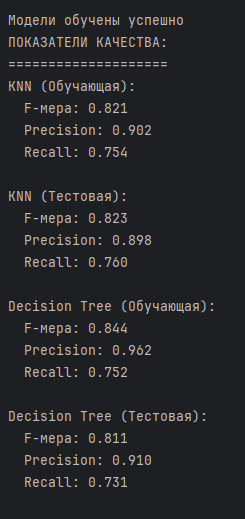 Модели обучены успешно
ПОКАЗАТЕЛИ КАЧЕСТВА:
====================
KNN (Обучающая):
  F-мера: 0.821
  Precision: 0.902
  Recall: 0.754

KNN (Тестовая):
  F-мера: 0.823
  Precision: 0.898
  Recall: 0.760

Decision Tree (Обучающая):
  F-мера: 0.844
  Precision: 0.962
  Recall: 0.752

Decision Tree (Тестовая):
  F-мера: 0.811
  Precision: 0.910
  Recall: 0.731